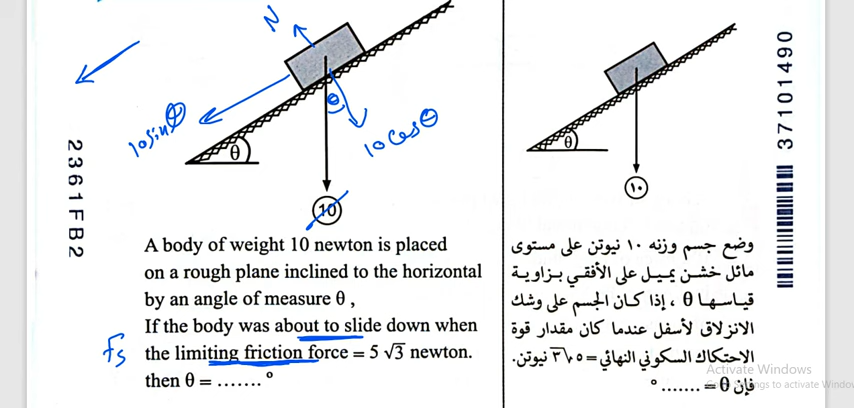 N
θ
10 sin θ
10 cos θ
θ
10
2361FB2
A body of weight 10 newton is placed
on a rough plane inclined to the horizontal
by an angle of measure θ ,
If the body was about to slide down when
fs
the limiting friction force = 5 √3 newton.
then θ = ....... °
θ
١٠
37101490
وضع جسم وزنه ١٠ نيوتن على مستوى
مائل خشن يميل على الأفقي بزاوية
قياسها θ ، إذا كان الجسم على وشك
الانزلاق لأسفل عندما كان مقدار قوة
الاحتكاك السكوني النهائي = ٥√٣ نيوتن.
فإن θ = ....... °
Activate Windows